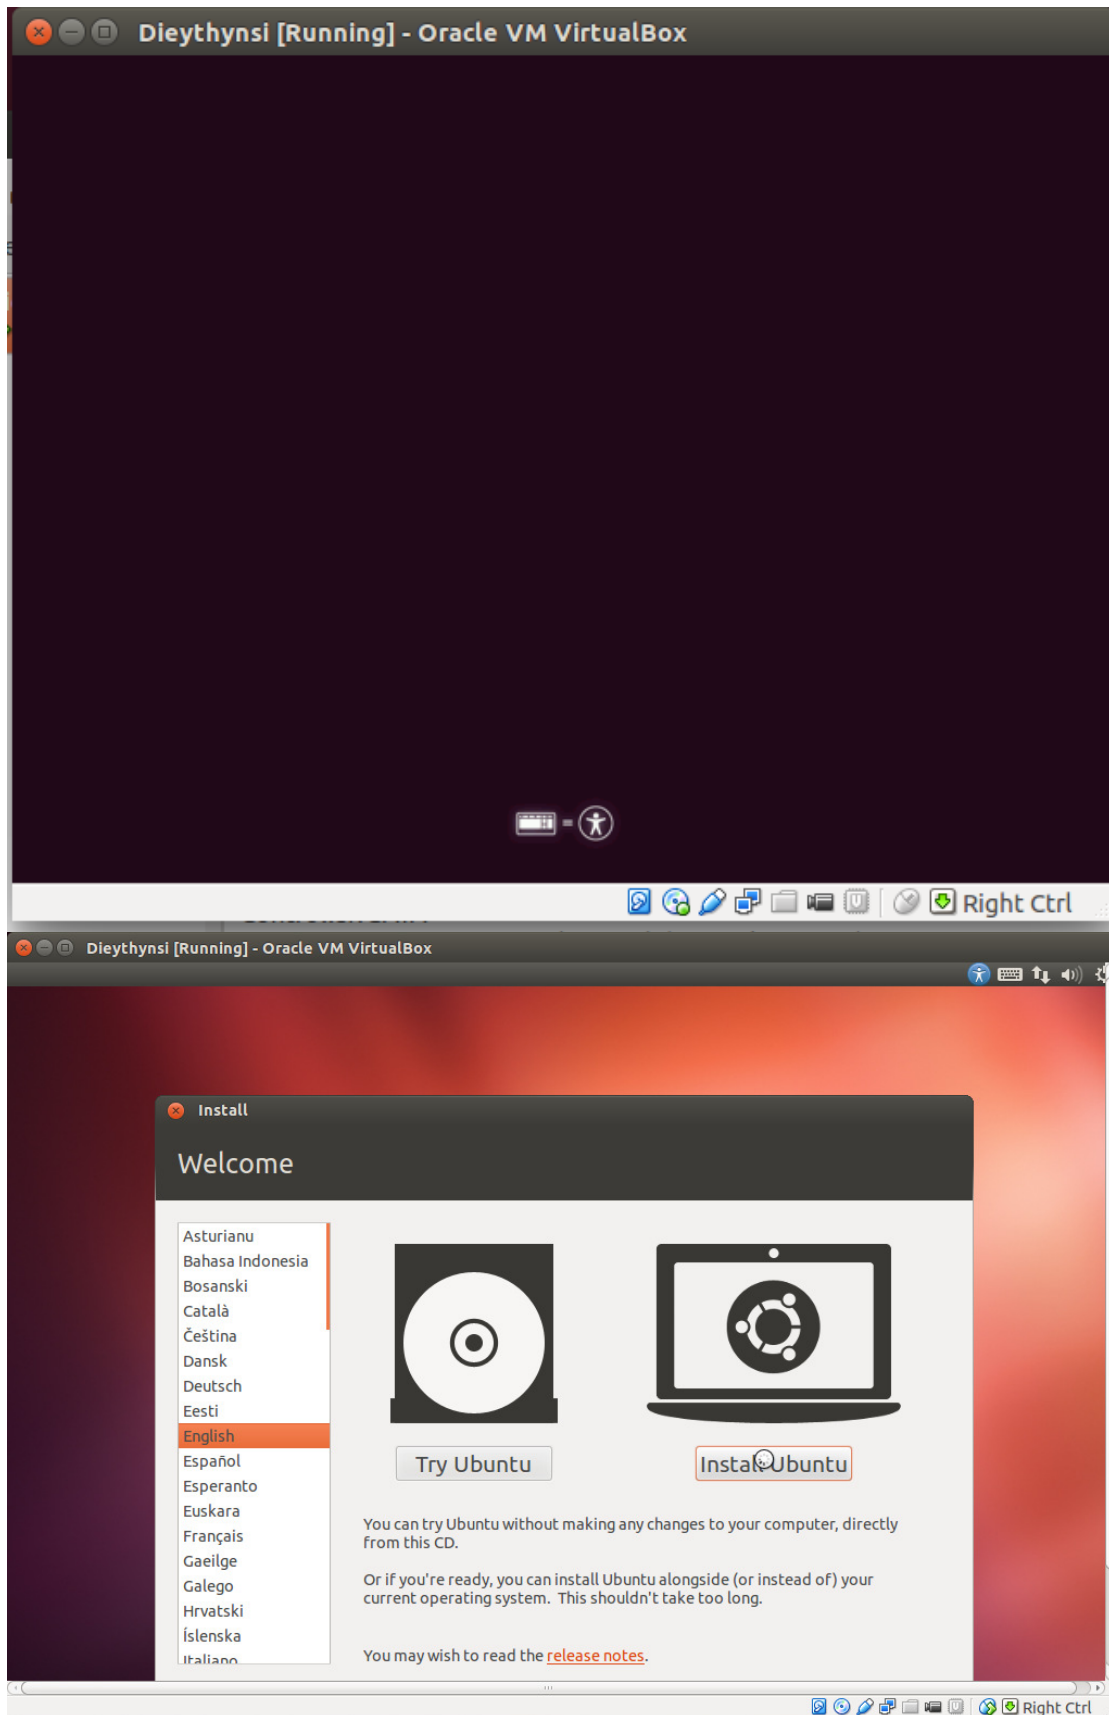 Dieythynsi [Running] - Oracle VM VirtualBox
Right Ctrl
Dieythynsi [Running] - Oracle VM VirtualBox
Install
Welcome
Asturianu
Bahasa Indonesia
Bosanski
Català
Čeština
Dansk
Deutsch
Eesti
English
Español
Esperanto
Euskara
Français
Gaeilge
Galego
Hrvatski
Íslenska
Italiano
Try Ubuntu
Install Ubuntu
You can try Ubuntu without making any changes to your computer, directly
from this CD.
Or if you're ready, you can install Ubuntu alongside (or instead of) your
current operating system. This shouldn't take too long.
You may wish to read the release notes.
Right Ctrl